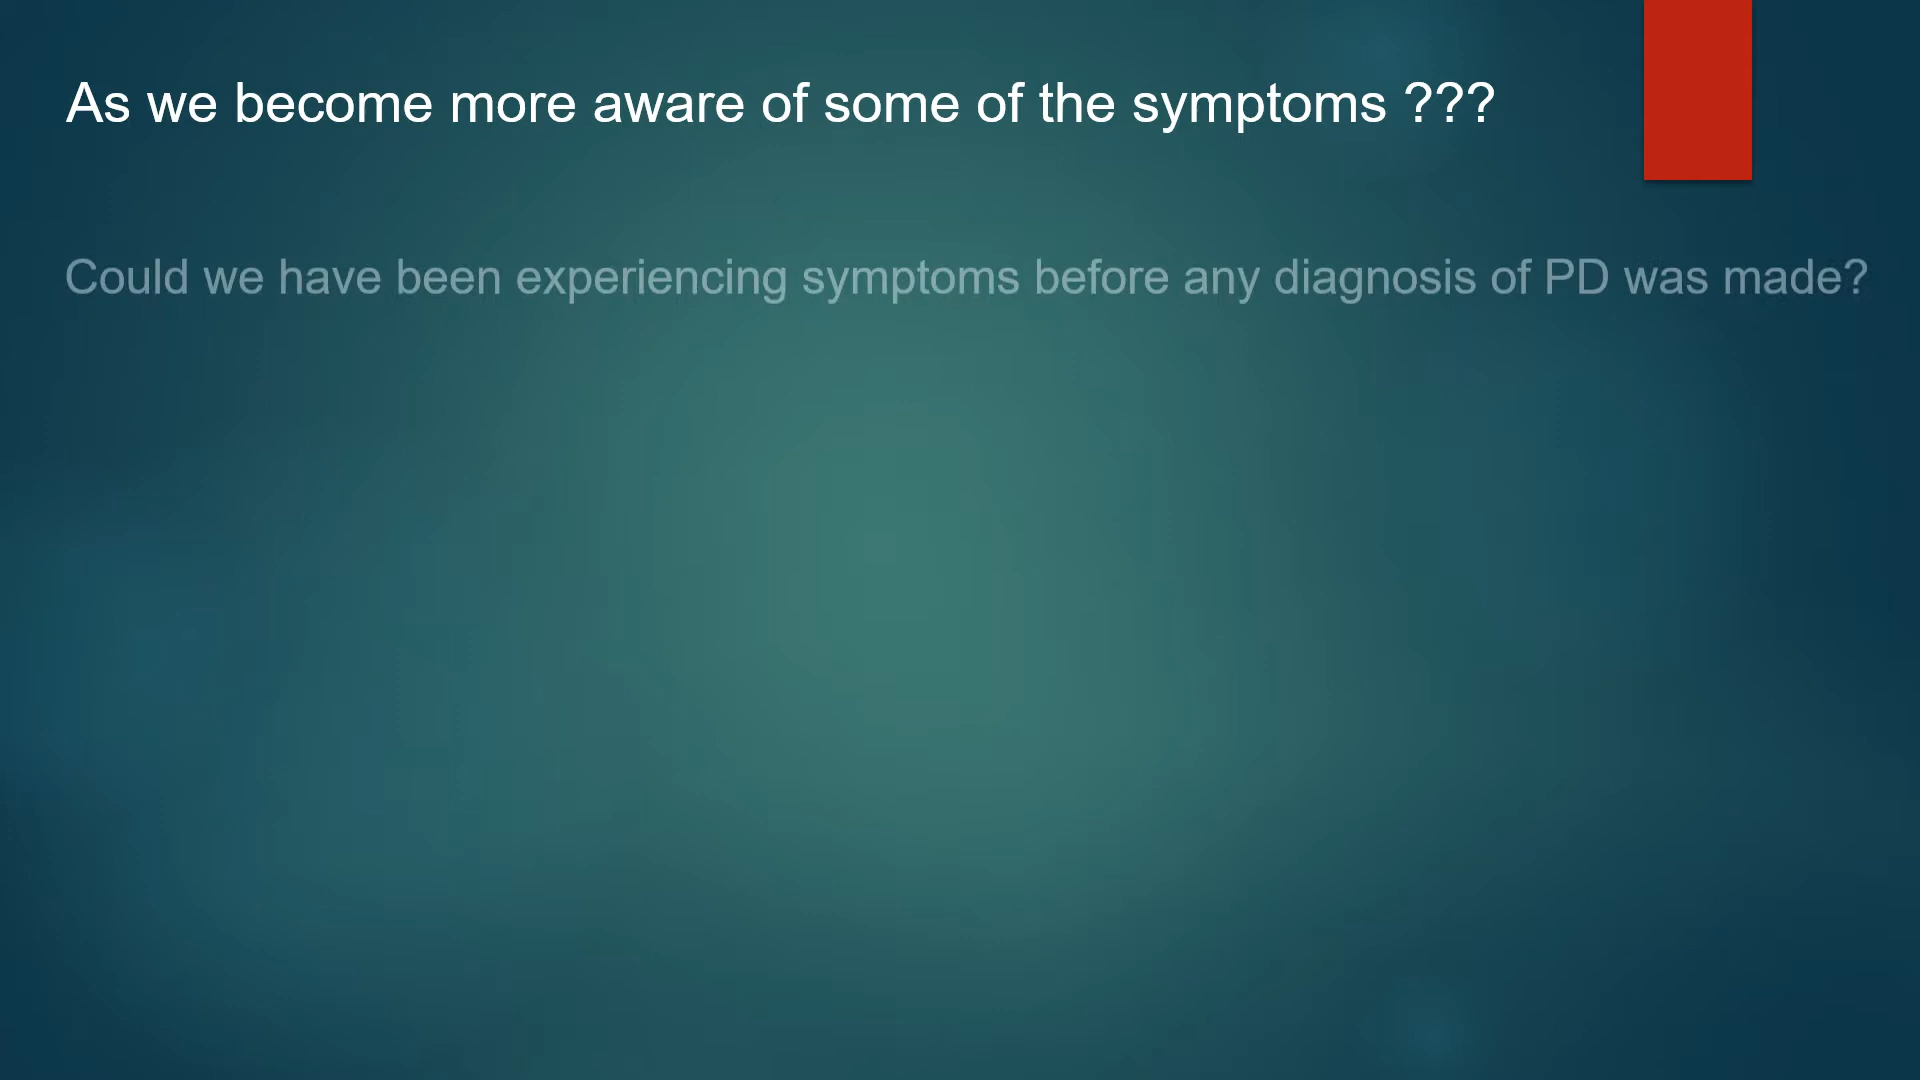 As we become more aware of some of the symptoms ???
Could we have been experiencing symptoms before any diagnosis of PD was made?